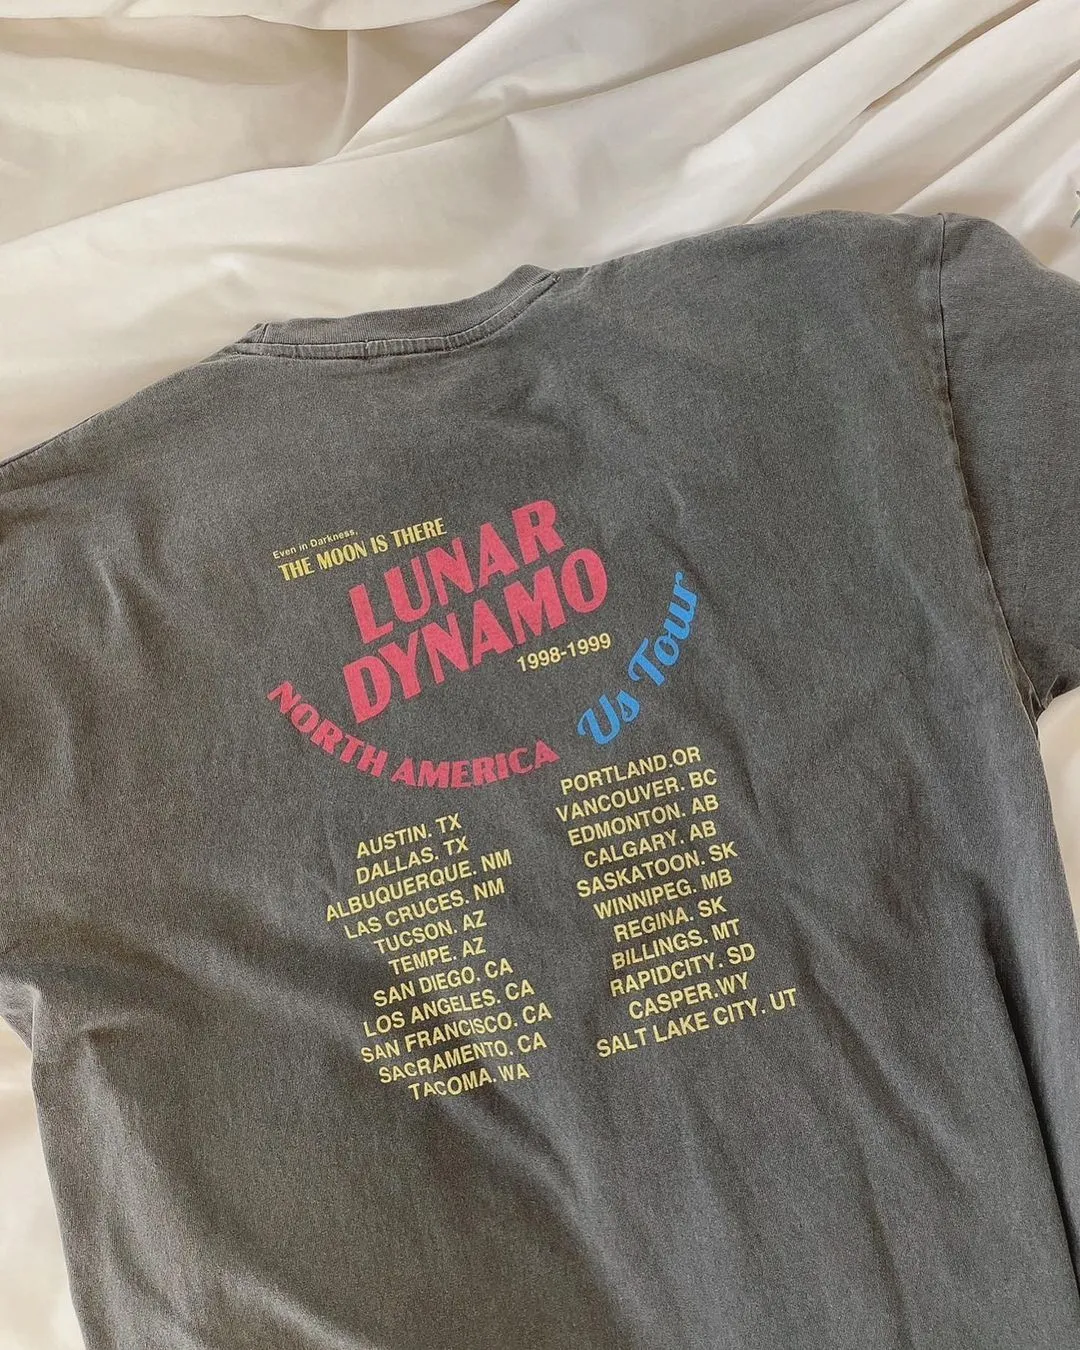 Even in Darkness,
THE MOON IS THERE
LUNAR
DYNAMO
1998-1999
NORTH AMERICA
Us Tour
AUSTIN. TX
DALLAS. TX
ALBUQUERQUE. NM
LAS CRUCES. NM
TUCSON. AZ
TEMPE. AZ
SAN DIEGO. CA
LOS ANGELES. CA
SAN FRANCISCO. CA
SACRAMENTO. CA
TACOMA. WA
PORTLAND.OR
VANCOUVER. BC
EDMONTON. AB
CALGARY. AB
SASKATOON. SK
WINNIPEG. MB
REGINA. SK
BILLINGS. MT
RAPIDCITY. SD
CASPER.WY
SALT LAKE CITY. UT